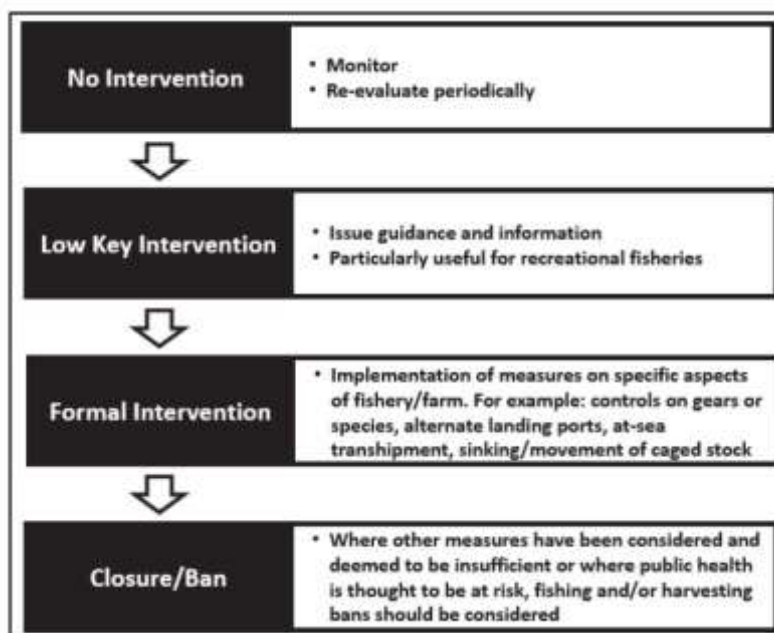 No Intervention
• Monitor
• Re-evaluate periodically
Low Key Intervention
• Issue guidance and information
• Particularly useful for recreational fisheries
Formal Intervention
• Implementation of measures on specific aspects
of fishery/farm. For example: controls on gears or
species, alternate landing ports, at-sea
transhipment, sinking/movement of caged stock
Closure/Ban
• Where other measures have been considered and
deemed to be insufficient or where public health
is thought to be at risk, fishing and/or harvesting
bans should be considered